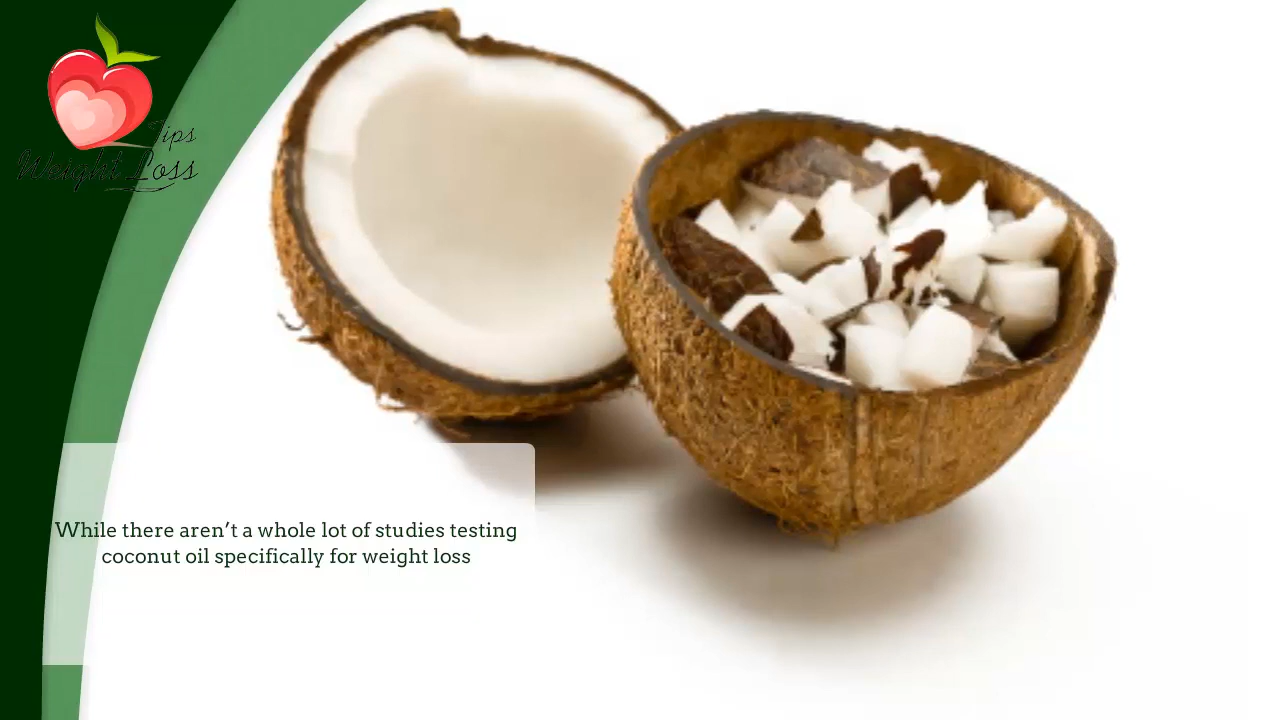 Tips
Weight Loss
While there aren’t a whole lot of studies testing
coconut oil specifically for weight loss